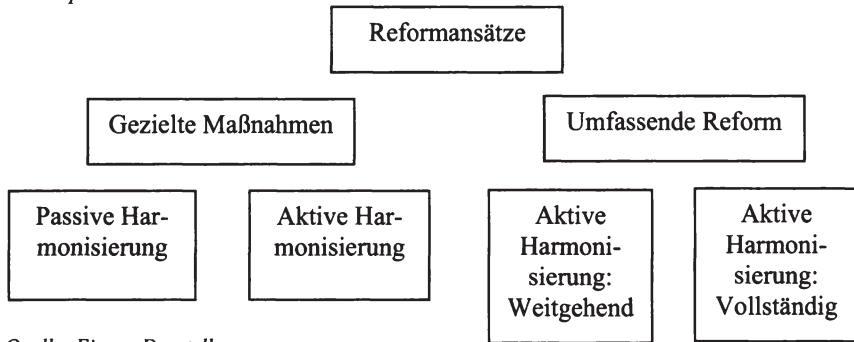 Reformansätze
Gezielte Maßnahmen
Umfassende Reform
Passive Har-
monisierung
Aktive Har-
monisierung
Aktive
Harmoni-
sierung:
Weitgehend
Aktive
Harmoni-
sierung:
Vollständig